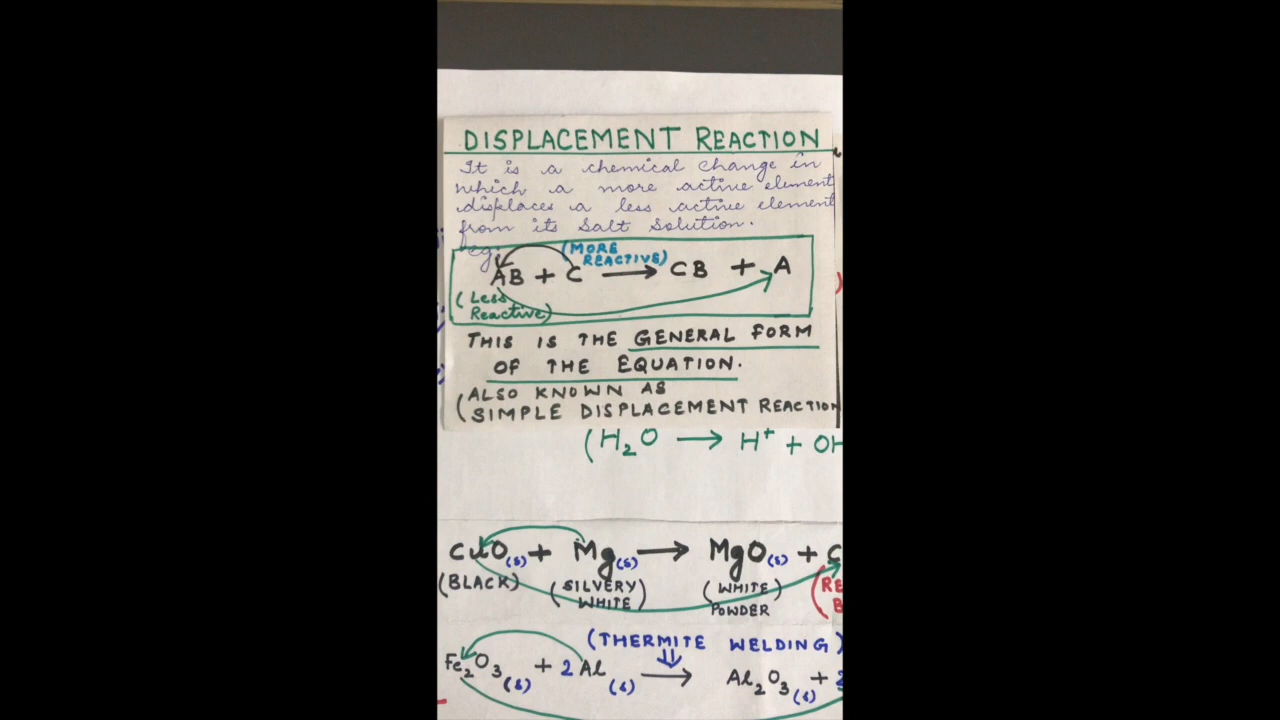 DISPLACEMENT REACTION
It is a chemical change in
which a more active element
displaces a less active element
from its salt solution.
eg.
(MORE
REACTIVE)
AB + C → CB + A
(Less
Reactive)
THIS IS THE GENERAL FORM
OF THE EQUATION.
(ALSO KNOWN AS
SIMPLE DISPLACEMENT REACTION
(H₂O → H⁺ + OH
CuO(s) + Mg(s) → MgO(s) + C
(BLACK) (SILVERY WHITE) (WHITE) POWDER (RE
B
(THERMITE WELDING)
Fe₂O₃(s) + 2Al(s) → Al₂O₃(s) +